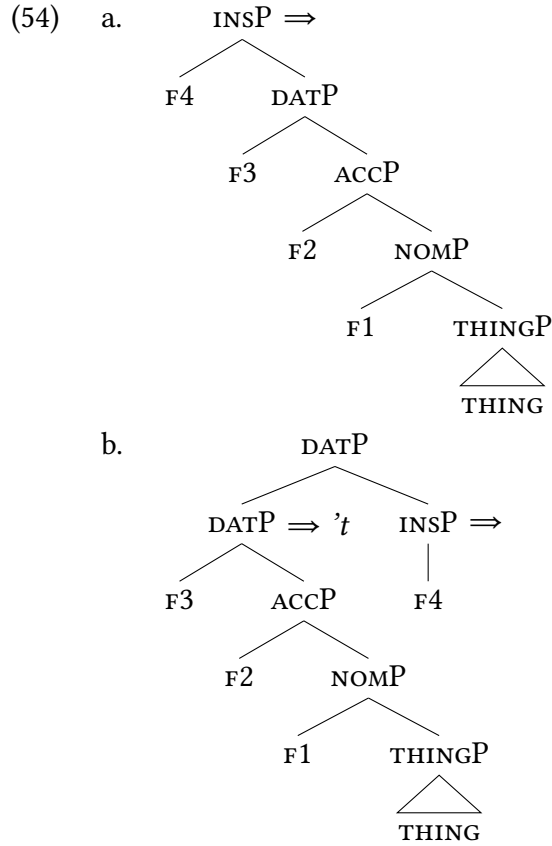 (54) a. INSP ⇒
F4 DATP
F3 ACCP
F2 NOMP
F1 THINGP
THING
b. DATP
DATP ⇒ ’t INSP ⇒
F3 ACCP F4
F2 NOMP
F1 THINGP
THING